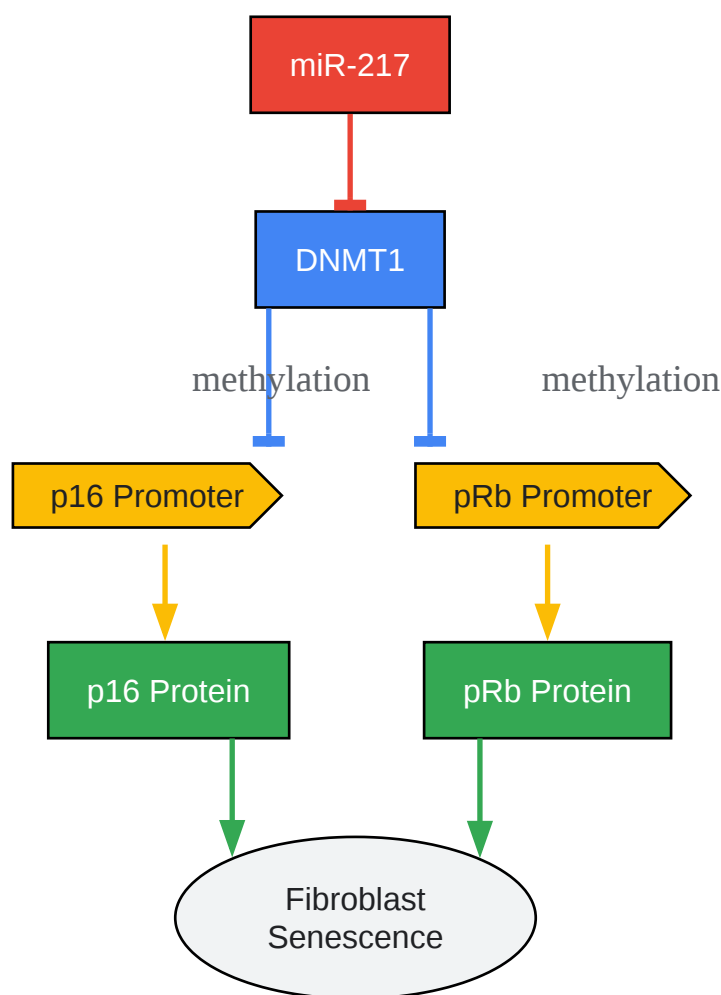 miR-217
DNMT1
methylation
methylation
p16 Promoter
pRb Promoter
p16 Protein
pRb Protein
Fibroblast
Senescence